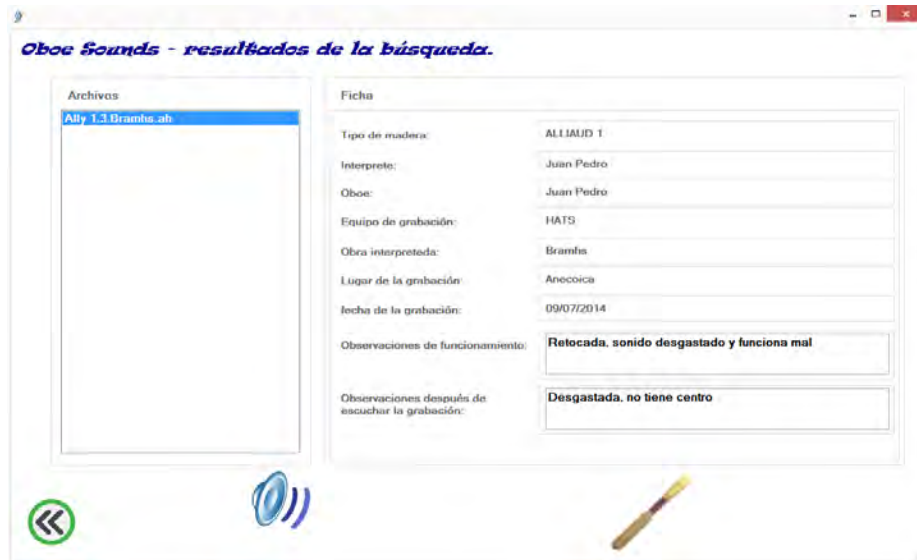 Oboe Sounds - resultados de la búsqueda.
Archivos
Ally 1.3.Bramhs.ah
Ficha
Tipo de madera: ALLIAUD 1
Interprete: Juan Pedro
Oboe: Juan Pedro
Equipo de grabación: HATS
Obra interpreteda: Bramhs
Lugar de la grabación: Anecoica
fecha de la grabación: 09/07/2014
Observaciones de funcionamiento: Retocada, sonido desgastado y funciona mal
Observaciones después de
escuchar la grabación: Desgastada, no tiene centro